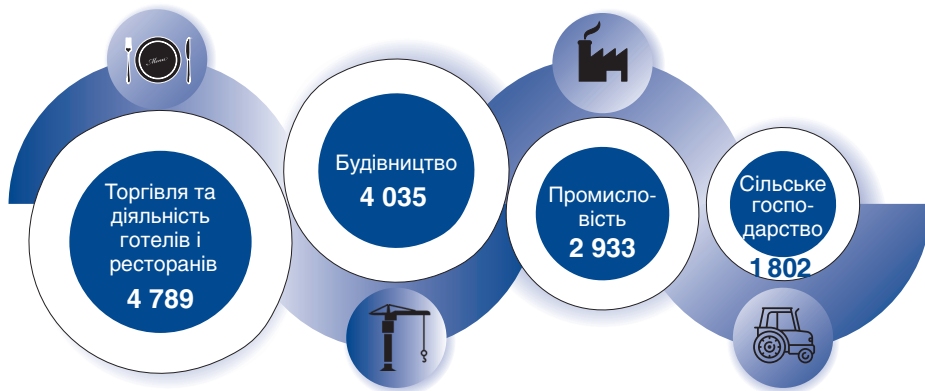 Menu
Торгівля та
діяльність
готелів і
ресторанів
4 789
Будівництво
4 035
Промисло-
вість
2 933
Сільське
госпо-
дарство
1 802